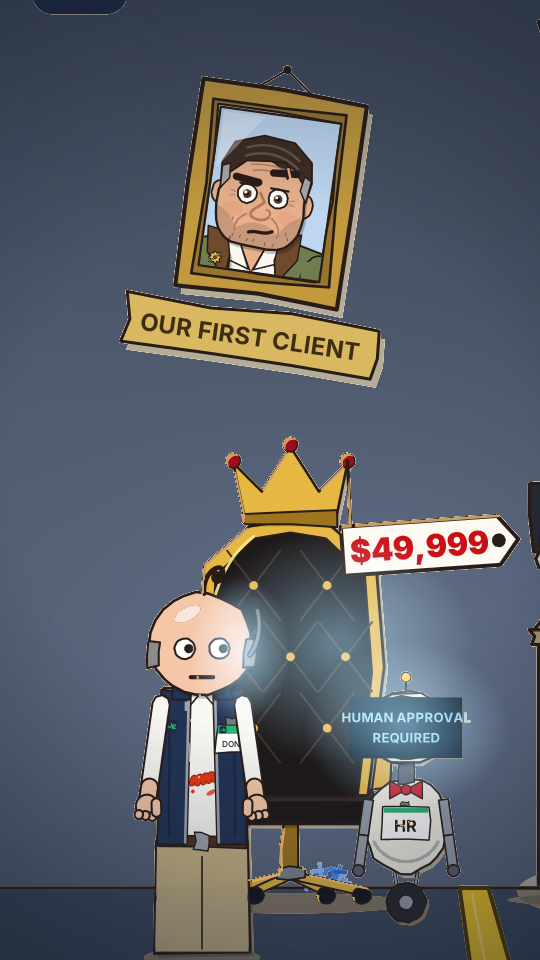 OUR FIRST CLIENT
$49,999
HUMAN APPROVAL
REQUIRED
DON
HR